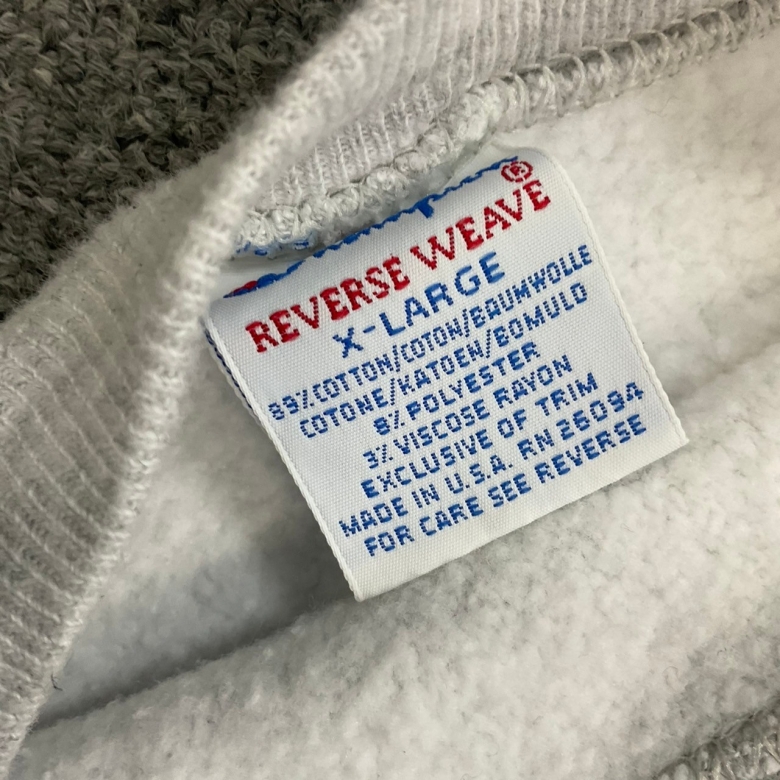 Champion®
REVERSE WEAVE
X-LARGE
89% COTTON/COTON/BAUMWOLLE
COTONE/KATOEN/BOMULD
8% POLYESTER
3% VISCOSE RAYON
EXCLUSIVE OF TRIM
MADE IN U.S.A. RN 26094
FOR CARE SEE REVERSE